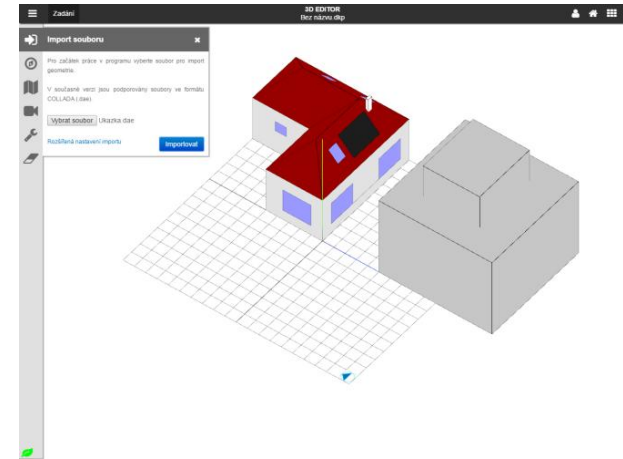 Zadání
3D EDITOR
Bez názvu.dkp
Import souboru
Pro začátek práce v programu vyberte soubor pro import
geometrie.
V současné verzi jsou podporovány soubory ve formátu
COLLADA (.dae)
Vybrat soubor Ukazka.dae
Rozšířená nastavení importu
Importovat